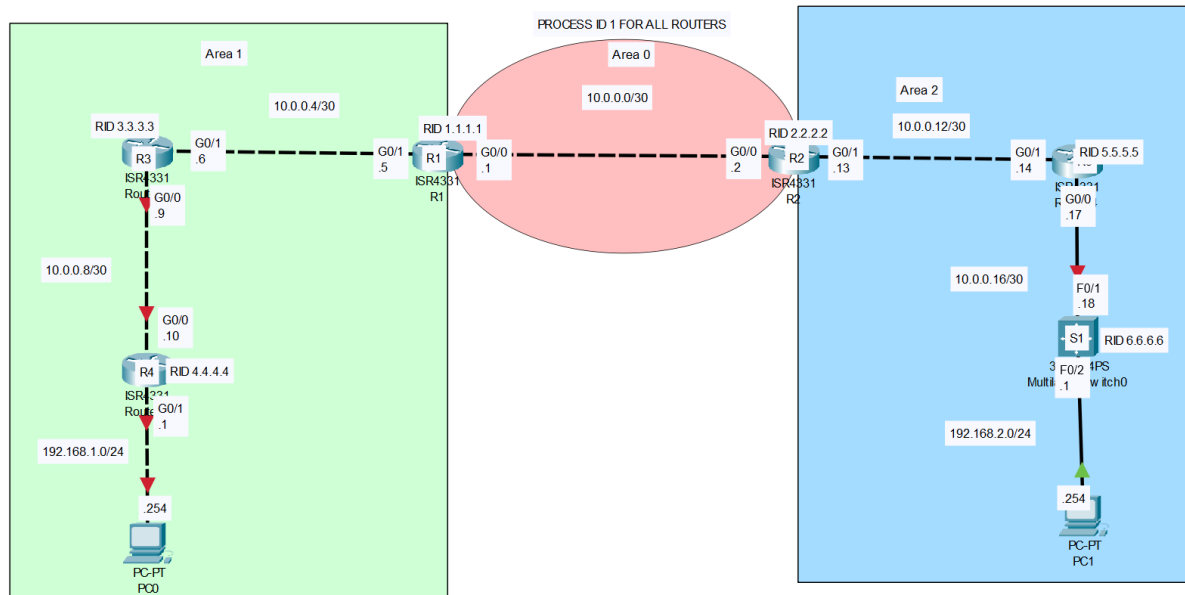 PROCESS ID 1 FOR ALL ROUTERS
Area 1
Area 0
Area 2
10.0.0.4/30
10.0.0.0/30
10.0.0.12/30
RID 3.3.3.3
RID 1.1.1.1
RID 2.2.2.2
RID 5.5.5.5
R3
G0/1
.6
G0/1
.5
R1
G0/0
.1
G0/0
.2
R2
G0/1
.13
G0/1
.14
ISR4331
ISR4331
R1
ISR4331
R2
G0/0
.9
G0/0
.17
10.0.0.8/30
10.0.0.16/30
G0/0
.10
F0/1
.18
R4
RID 4.4.4.4
S1
RID 6.6.6.6
G0/1
.1
F0/2
.1
192.168.1.0/24
192.168.2.0/24
.254
.254
PC-PT
PC0
PC-PT
PC1